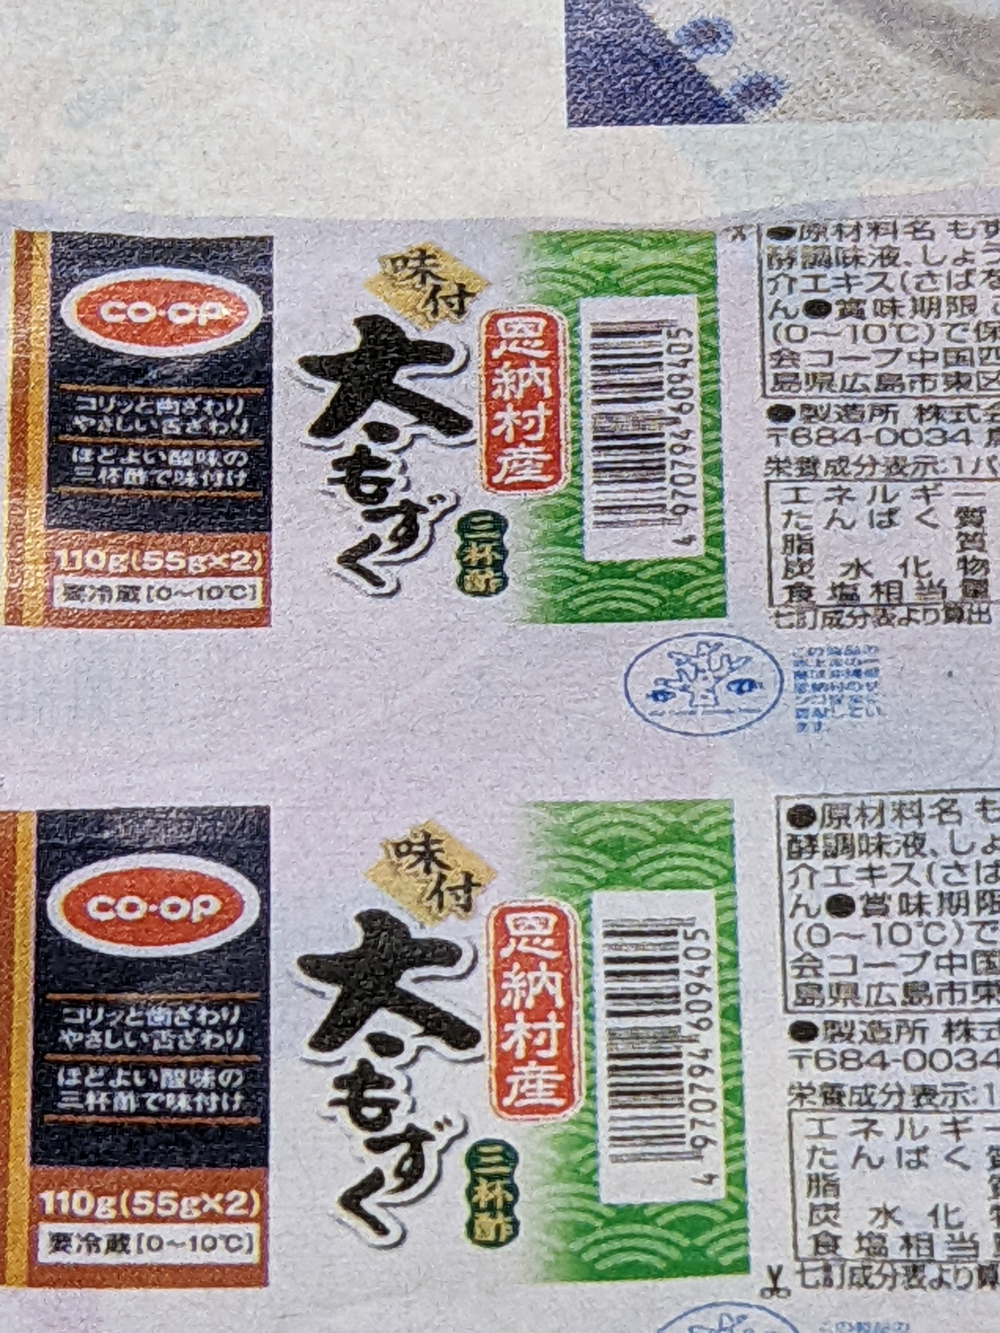 CO·OP
コリッと歯ざわり
やさしい舌ざわり
ほどよい酸味の
三杯酢で味付け
110g(55g×2)
要冷蔵[0~10℃]
味付
太もずく
恩納村産
三杯酢
4 970794 609405
●原材料名 もず
酵調味液、しょう
介エキス(さばを
ん●賞味期限
(0~10℃)で保
会コープ中国四
島県広島市東区
●製造所 株式会
〒684-0034
栄養成分表示:1パ
エネルギー
たんぱく質
脂 質
炭水化物
食塩相当量
七訂成分表より算出
CO·OP
コリッと歯ざわり
やさしい舌ざわり
ほどよい酸味の
三杯酢で味付け
110g(55g×2)
要冷蔵[0~10℃]
味付
太もずく
恩納村産
三杯酢
4 970794 609405
●原材料名 も
酵調味液、しょ
介エキス(さば
ん●賞味期限
(0~10℃)で
会コープ中国
島県広島市東
●製造所 株式
〒684-0034
栄養成分表示:1
エネルギー
たんぱく質
脂 質
炭水化物
食塩相当
七訂成分表より算